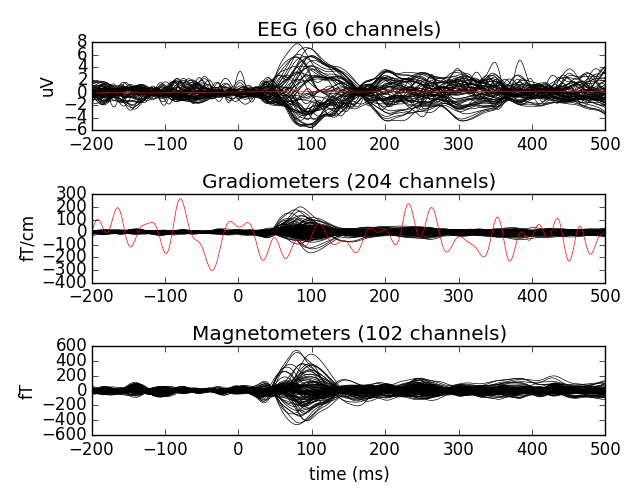 EEG (60 channels)
uV
8
6
4
2
0
−2
−4
−6
−200 −100 0 100 200 300 400 500
Gradiometers (204 channels)
fT/cm
300
200
100
0
−100
−200
−300
−400
−200 −100 0 100 200 300 400 500
Magnetometers (102 channels)
fT
600
400
200
0
−200
−400
−600
−200 −100 0 100 200 300 400 500
time (ms)